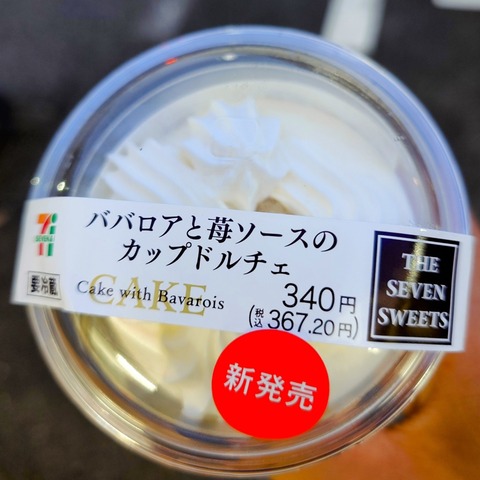 ババロアと苺ソースの
カップドルチェ
CAKE
Cake with Bavarois
要冷蔵
340円
(税込 367.20円)
THE
SEVEN
SWEETS
新発売